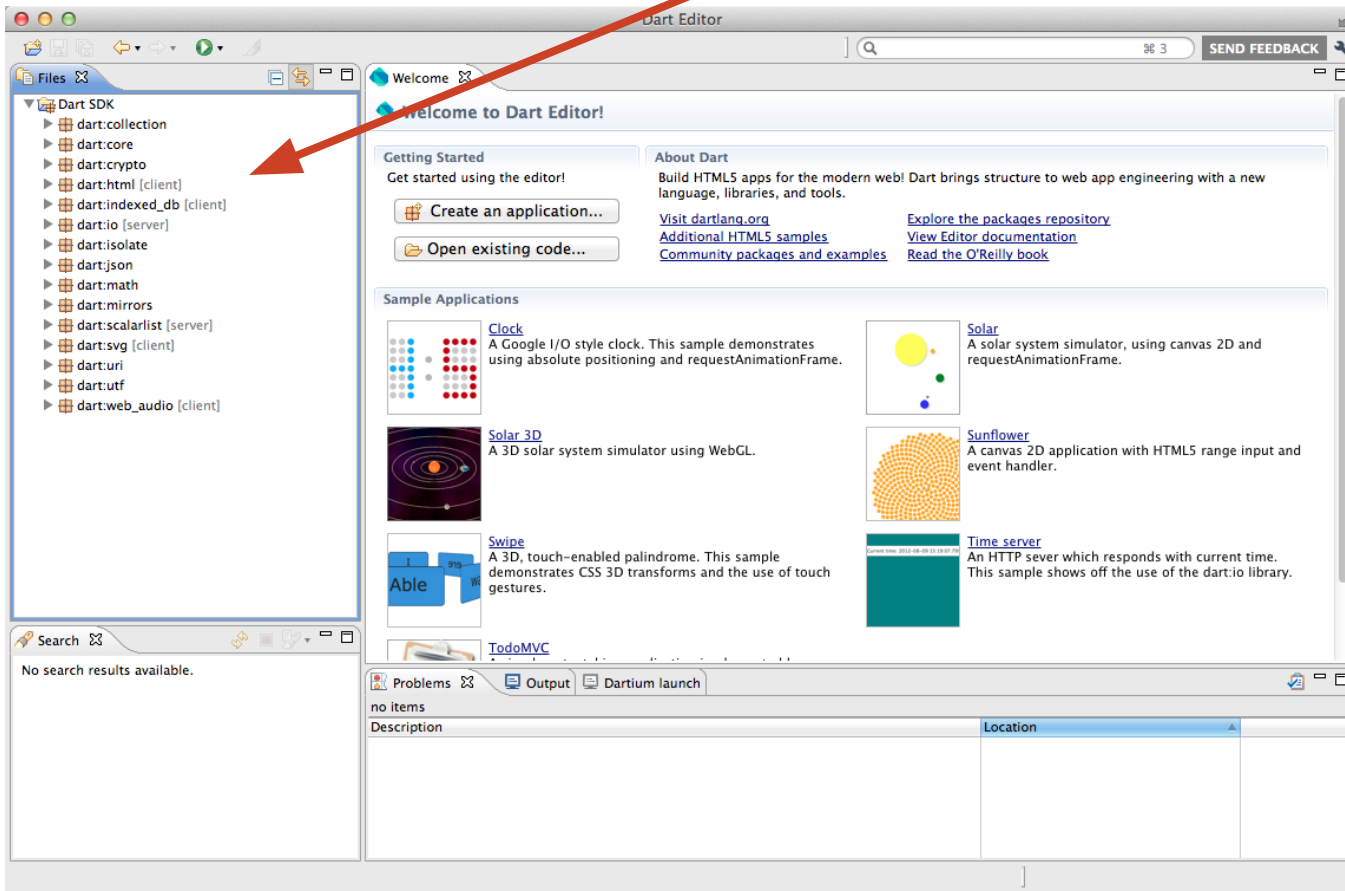 Dart Editor
⌘ 3
SEND FEEDBACK
Files
Dart SDK
dart:collection
dart:core
dart:crypto
dart:html [client]
dart:indexed_db [client]
dart:io [server]
dart:isolate
dart:json
dart:math
dart:mirrors
dart:scalarlist [server]
dart:svg [client]
dart:uri
dart:utf
dart:web_audio [client]
Search
No search results available.
Welcome
Welcome to Dart Editor!
Getting Started
Get started using the editor!
Create an application...
Open existing code...
About Dart
Build HTML5 apps for the modern web! Dart brings structure to web app engineering with a new
language, libraries, and tools.
Visit dartlang.org
Additional HTML5 samples
Community packages and examples
Explore the packages repository
View Editor documentation
Read the O'Reilly book
Sample Applications
Clock
A Google I/O style clock. This sample demonstrates
using absolute positioning and requestAnimationFrame.
Solar
A solar system simulator, using canvas 2D and
requestAnimationFrame.
Solar 3D
A 3D solar system simulator using WebGL.
Sunflower
A canvas 2D application with HTML5 range input and
event handler.
Able
Swipe
A 3D, touch-enabled palindrome. This sample
demonstrates CSS 3D transforms and the use of touch
gestures.
Time server
An HTTP sever which responds with current time.
This sample shows off the use of the dart:io library.
TodoMVC
Problems
Output
Dartium launch
no items
Description
Location